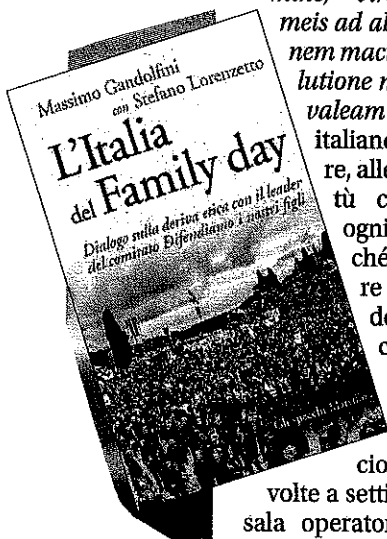 Massimo Gandolfini
con Stefano Lorenzetto
L'Italia
del Family day
Dialogo sulla deriva etica con il leader
del comitato Difendiamo i nostri figli
meis ad al
nem mac
lutione n
valeam
italian
re, alle
tù c
ogni
ché
re
de
c
cio
volte a setti
sala operator